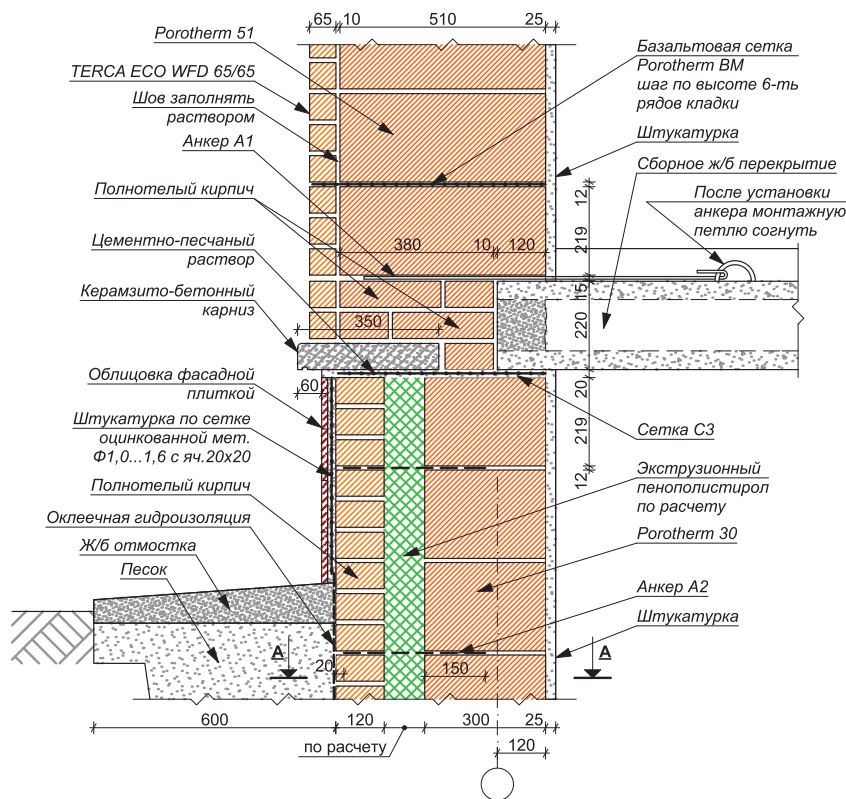 65
10
510
25
Porotherm 51
TERCA ECO WFD 65/65
Шов заполнять
раствором
Анкер А1
Полнотелый кирпич
Цементно-песчаный
раствор
Керамзито-бетонный
карниз
Облицовка фасадной
плиткой
Штукатурка по сетке
оцинкованной мет.
Ф1,0...1,6 с яч.20х20
Полнотелый кирпич
Оклеечная гидроизоляция
Ж/б отмостка
Песок
Базальтовая сетка
Porotherm BM
шаг по высоте 6-ть
рядов кладки
Штукатурка
Сборное ж/б перекрытие
После установки
анкера монтажную
петлю согнуть
12
219
15
220
20
219
12
380
10
120
350
60
Сетка С3
Экструзионный
пенополистирол
по расчету
Porotherm 30
Анкер А2
Штукатурка
А
А
20
150
600
120
300
25
по расчету
120